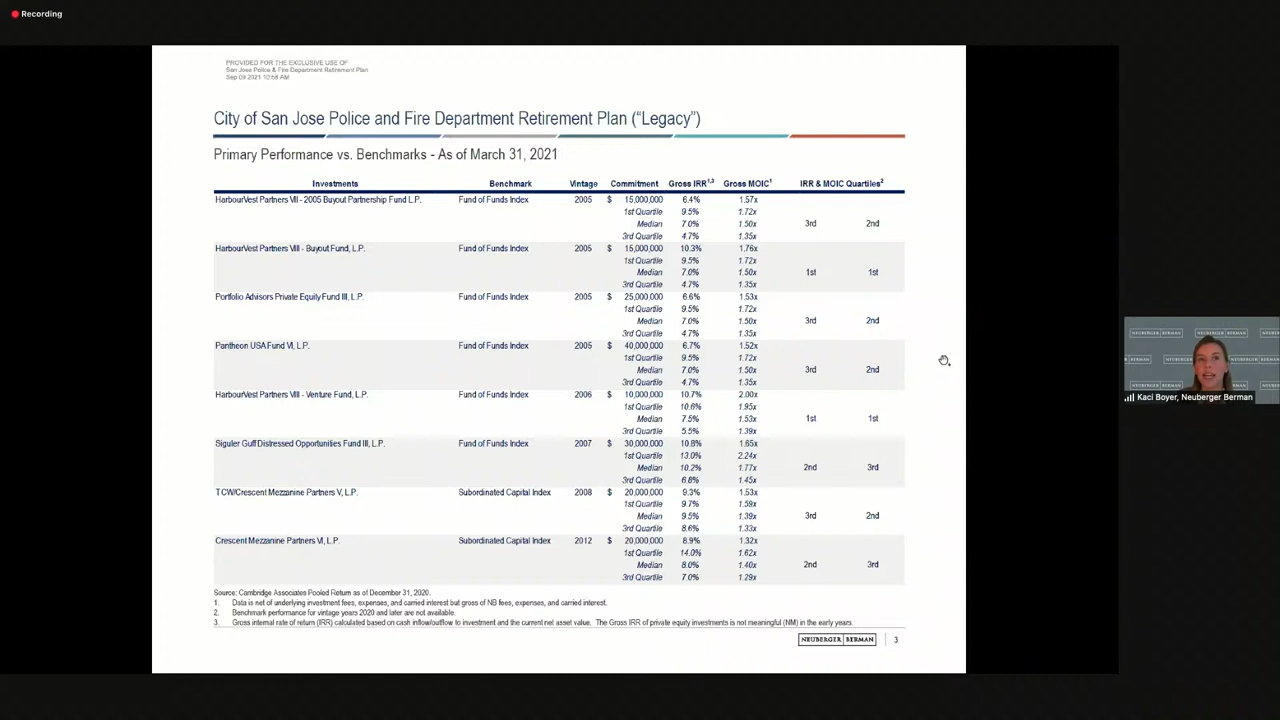 Recording
PROVIDED FOR THE EXCLUSIVE USE OF
San Jose Police & Fire Department Retirement Plan
Sep 09 2021 10:58 AM
City of San Jose Police and Fire Department Retirement Plan (“Legacy”)
Primary Performance vs. Benchmarks - As of March 31, 2021
Investments Benchmark Vintage Commitment Gross IRR1,3 Gross MOIC1 IRR & MOIC Quartiles2
HarbourVest Partners VII - 2005 Buyout Partnership Fund L.P. Fund of Funds Index 2005 $ 15,000,000 6.4% 1.57x
1st Quartile 9.5% 1.72x
Median 7.0% 1.50x 3rd 2nd
3rd Quartile 4.7% 1.35x
HarbourVest Partners VIII - Buyout Fund, L.P. Fund of Funds Index 2005 $ 15,000,000 10.3% 1.76x
1st Quartile 9.5% 1.72x
Median 7.0% 1.50x 1st 1st
3rd Quartile 4.7% 1.35x
Portfolio Advisors Private Equity Fund III, L.P. Fund of Funds Index 2005 $ 25,000,000 6.6% 1.53x
1st Quartile 9.5% 1.72x
Median 7.0% 1.50x 3rd 2nd
3rd Quartile 4.7% 1.35x
Pantheon USA Fund VI, L.P. Fund of Funds Index 2005 $ 40,000,000 6.7% 1.52x
1st Quartile 9.5% 1.72x
Median 7.0% 1.50x 3rd 2nd
3rd Quartile 4.7% 1.35x
HarbourVest Partners VIII - Venture Fund, L.P. Fund of Funds Index 2006 $ 10,000,000 10.7% 2.00x
1st Quartile 10.6% 1.95x
Median 7.5% 1.53x 1st 1st
3rd Quartile 5.5% 1.39x
Siguler Guff Distressed Opportunities Fund III, L.P. Fund of Funds Index 2007 $ 30,000,000 10.8% 1.65x
1st Quartile 13.0% 2.24x
Median 10.2% 1.77x 2nd 3rd
3rd Quartile 6.8% 1.45x
TCW/Crescent Mezzanine Partners V, L.P. Subordinated Capital Index 2008 $ 20,000,000 9.3% 1.53x
1st Quartile 9.7% 1.59x
Median 9.5% 1.39x 3rd 2nd
3rd Quartile 8.6% 1.33x
Crescent Mezzanine Partners VI, L.P. Subordinated Capital Index 2012 $ 20,000,000 8.9% 1.32x
1st Quartile 14.0% 1.62x
Median 8.0% 1.40x 2nd 3rd
3rd Quartile 7.0% 1.29x
Source: Cambridge Associates Pooled Return as of December 31, 2020.
1. Data is net of underlying investment fees, expenses, and carried interest but gross of NB fees, expenses, and carried interest.
2. Benchmark performance for vintage years 2020 and later are not available.
3. Gross internal rate of return (IRR) calculated based on cash inflow/outflow to investment and the current net asset value. The Gross IRR of private equity investments is not meaningful (NM) in the early years.
NEUBERGER BERMAN 3
NEUBERGER BERMAN NEUBERGER BERMAN NEUBE
BERMAN NEUBERGER BERMAN
NEUBERGER BERMAN NEUBERGER BERMAN
Kaci Boyer, Neuberger Berman